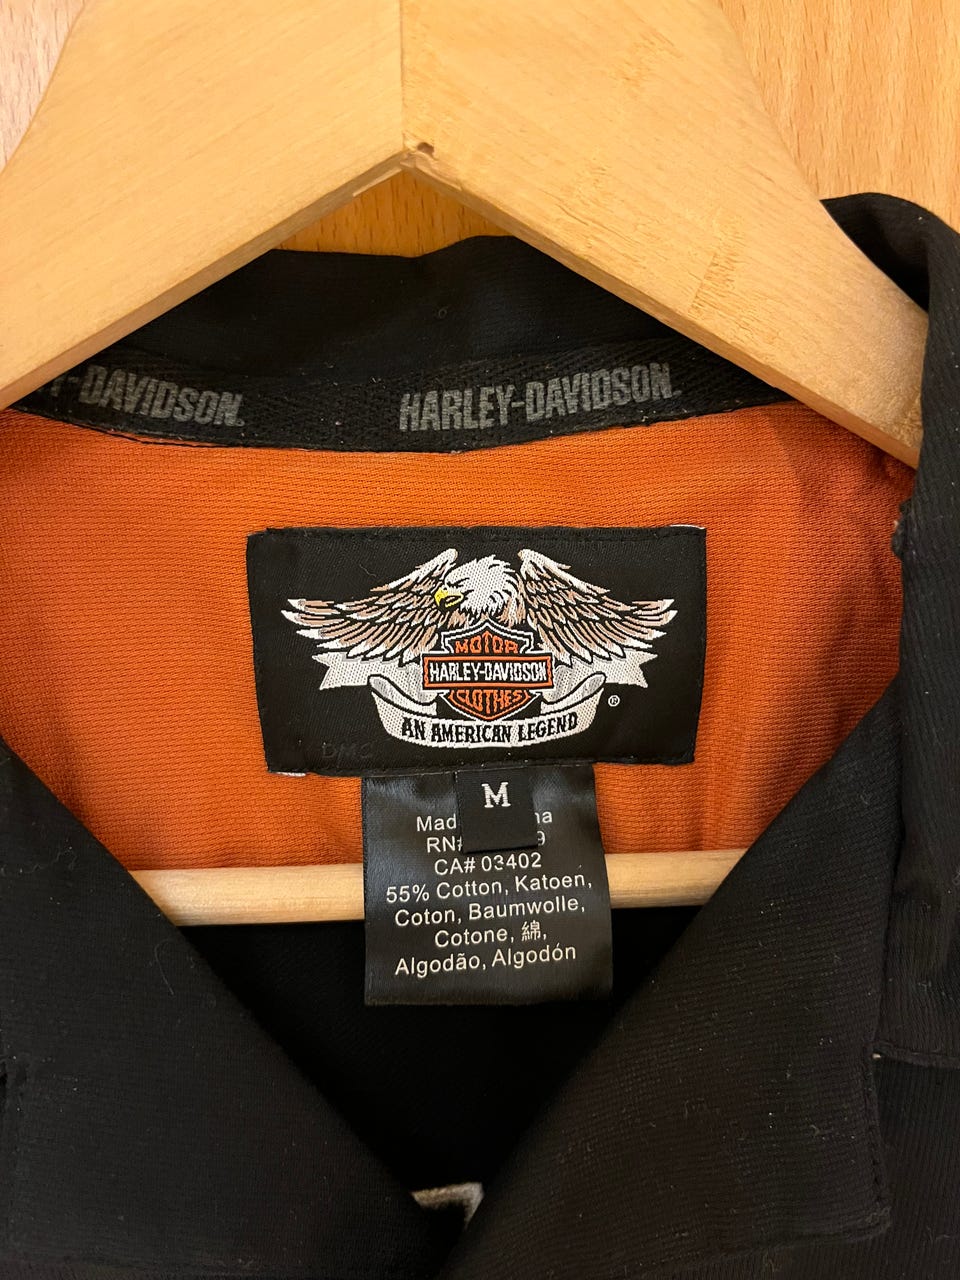 -DAVIDSON.
HARLEY-DAVIDSON.
MOTOR
HARLEY-DAVIDSON
CLOTHES
®
AN AMERICAN LEGEND
M
CA# 03402
55% Cotton, Katoen,
Coton, Baumwolle,
Cotone, 綿,
Algodão, Algodón